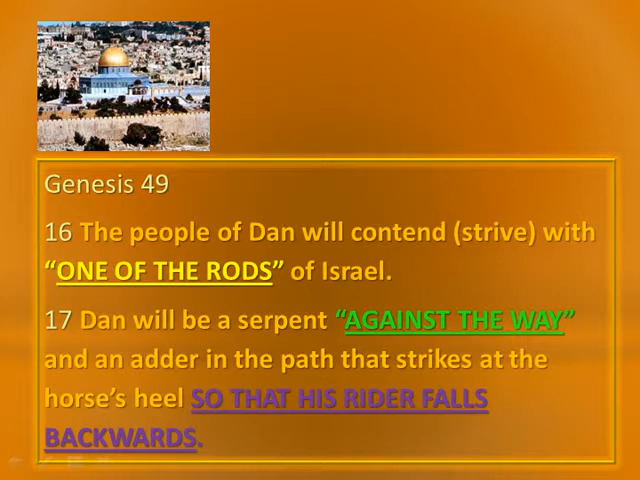 Genesis 49
16 The people of Dan will contend (strive) with
“ONE OF THE RODS” of Israel.
17 Dan will be a serpent “AGAINST THE WAY”
and an adder in the path that strikes at the
horse’s heel SO THAT HIS RIDER FALLS
BACKWARDS.